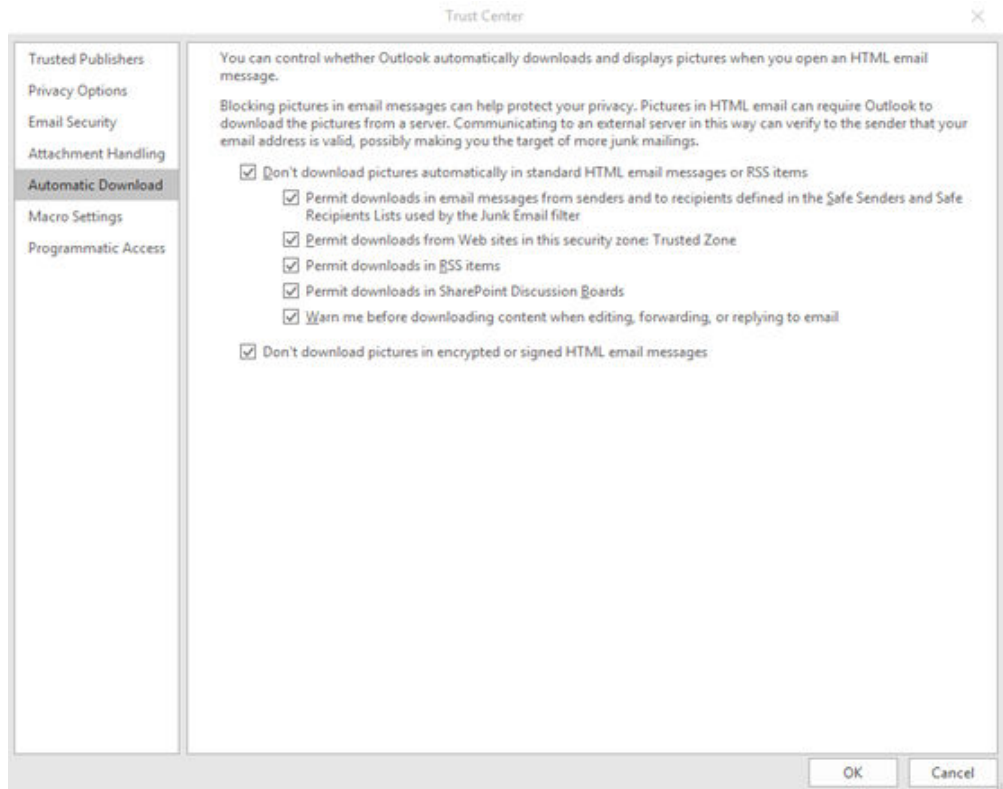 Trust Center
Trusted Publishers
Privacy Options
Email Security
Attachment Handling
Automatic Download
Macro Settings
Programmatic Access
You can control whether Outlook automatically downloads and displays pictures when you open an HTML email
message.
Blocking pictures in email messages can help protect your privacy. Pictures in HTML email can require Outlook to
download the pictures from a server. Communicating to an external server in this way can verify to the sender that your
email address is valid, possibly making you the target of more junk mailings.
Don't download pictures automatically in standard HTML email messages or RSS items
Permit downloads in email messages from senders and to recipients defined in the Safe Senders and Safe
Recipients Lists used by the Junk Email filter
Permit downloads from Web sites in this security zone: Trusted Zone
Permit downloads in RSS items
Permit downloads in SharePoint Discussion Boards
Warn me before downloading content when editing, forwarding, or replying to email
Don't download pictures in encrypted or signed HTML email messages
OK
Cancel